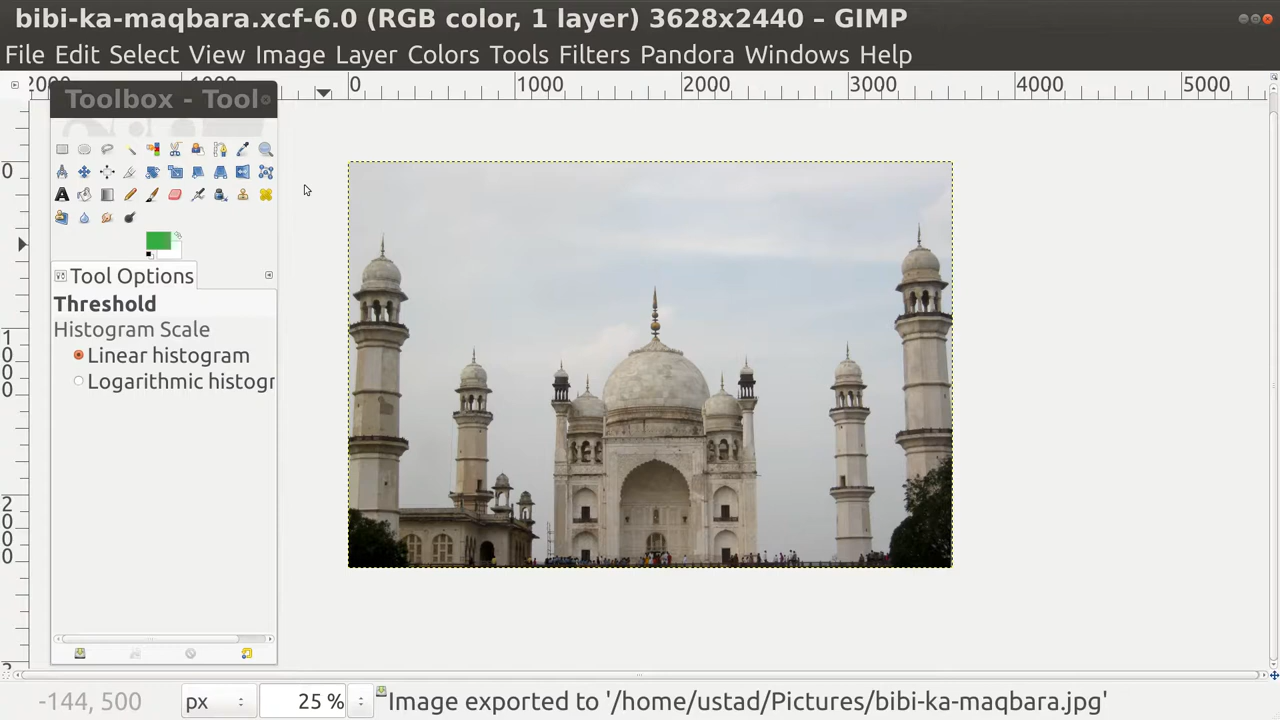 bibi-ka-maqbara.xcf-6.0 (RGB color, 1 layer) 3628x2440 – GIMP
File Edit Select View Image Layer Colors Tools Filters Pandora Windows Help
0 1000 2000 3000 4000 5000
Toolbox - Tool
0
Tool Options
Threshold
Histogram Scale
Linear histogram
Logarithmic histogr
-144, 500 px 25 % Image exported to '/home/ustad/Pictures/bibi-ka-maqbara.jpg'